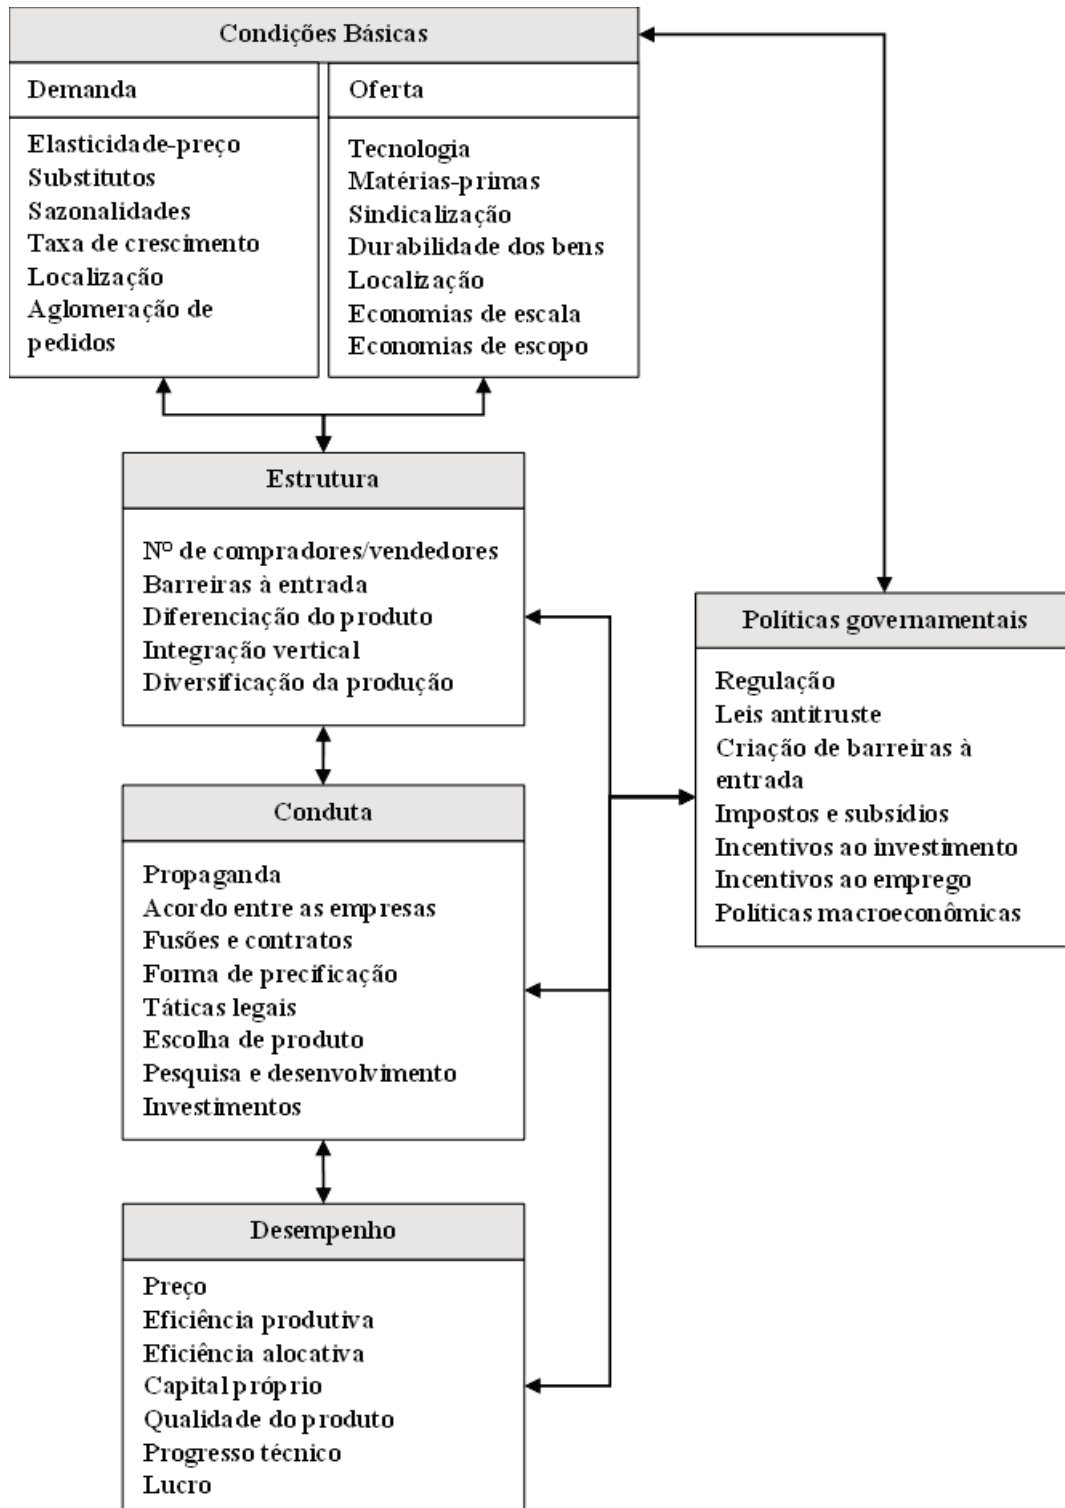 Condições Básicas
Demanda
Elasticidade-preço
Substitutos
Sazonalidades
Taxa de crescimento
Localização
Aglomeração de
pedidos
Oferta
Tecnologia
Matérias-primas
Sindicalização
Durabilidade dos bens
Localização
Economias de escala
Economias de escopo
Estrutura
Nº de compradores/vendedores
Barreiras à entrada
Diferenciação do produto
Integração vertical
Diversificação da produção
Conduta
Propaganda
Acordo entre as empresas
Fusões e contratos
Forma de precificação
Táticas legais
Escolha de produto
Pesquisa e desenvolvimento
Investimentos
Desempenho
Preço
Eficiência produtiva
Eficiência alocativa
Capital próprio
Qualidade do produto
Progresso técnico
Lucro
Políticas governamentais
Regulação
Leis antitruste
Criação de barreiras à
entrada
Impostos e subsídios
Incentivos ao investimento
Incentivos ao emprego
Políticas macroeconômicas